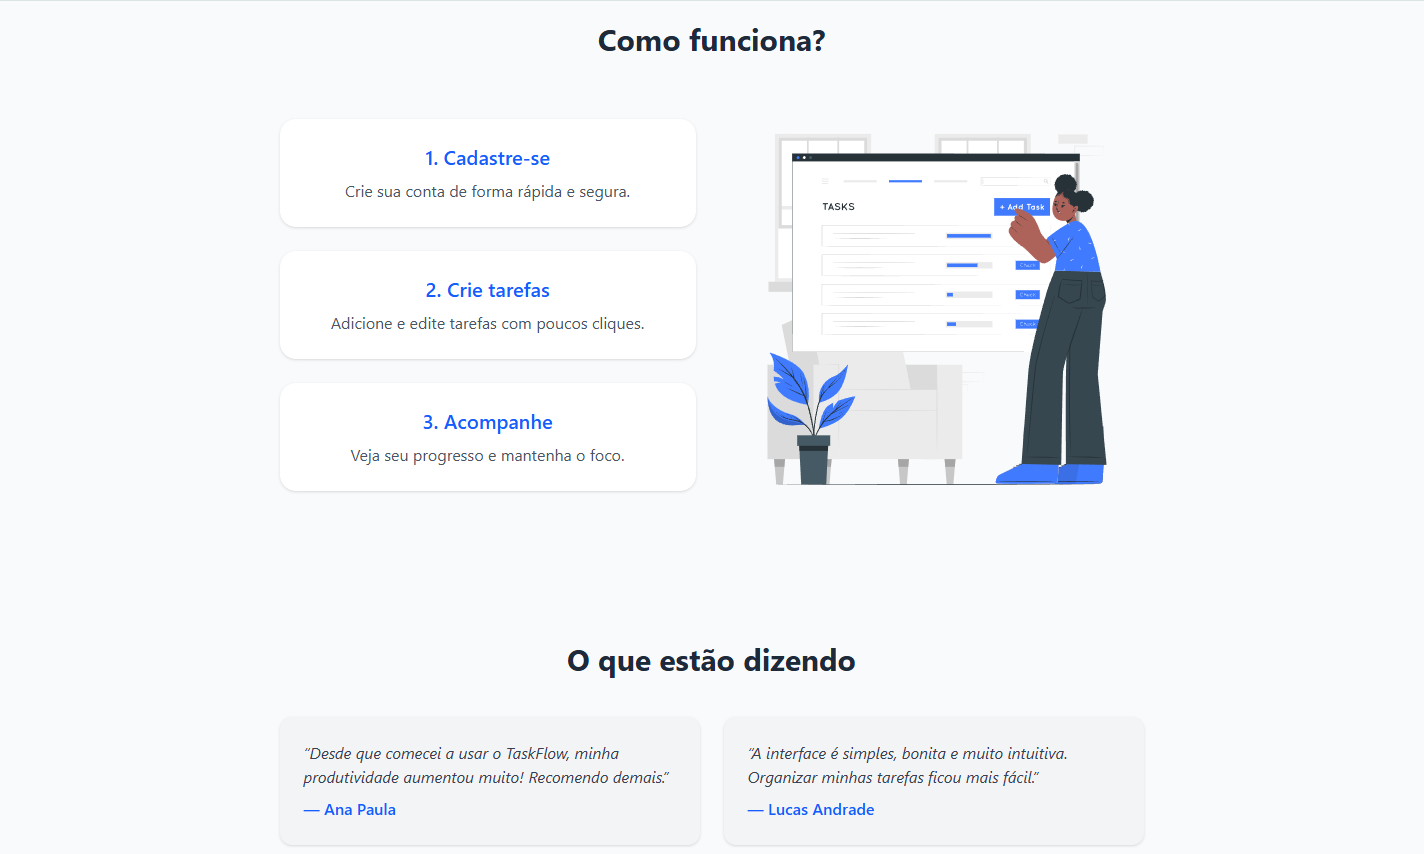 Como funciona?
1. Cadastre-se
Crie sua conta de forma rápida e segura.
2. Crie tarefas
Adicione e edite tarefas com poucos cliques.
3. Acompanhe
Veja seu progresso e mantenha o foco.
TASKS
+ Add Task
Check
Check
Check
O que estão dizendo
“Desde que comecei a usar o TaskFlow, minha
produtividade aumentou muito! Recomendo demais.”
— Ana Paula
“A interface é simples, bonita e muito intuitiva.
Organizar minhas tarefas ficou mais fácil.”
— Lucas Andrade